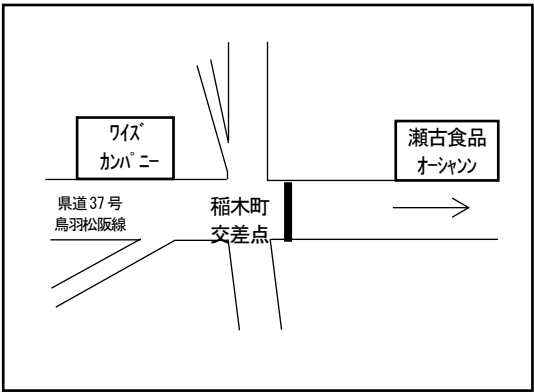 ワイズ
カンパニー
瀬古食品
オーシャンソン
県道37号
鳥羽松阪線
稲木町
交差点